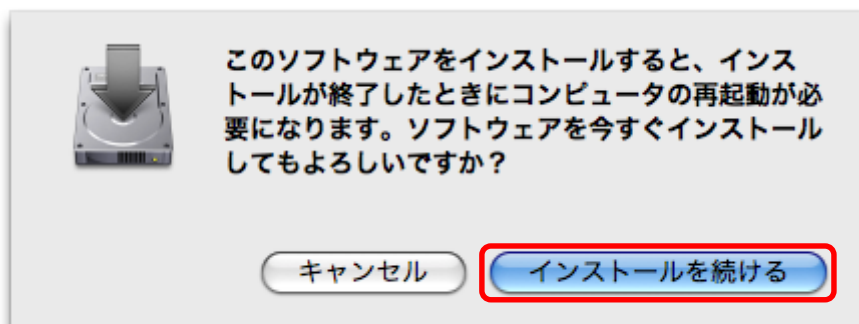 このソフトウェアをインストールすると、インス
トールが終了したときにコンピュータの再起動が必
要になります。ソフトウェアを今すぐインストール
してもよろしいですか？
キャンセル
インストールを続ける